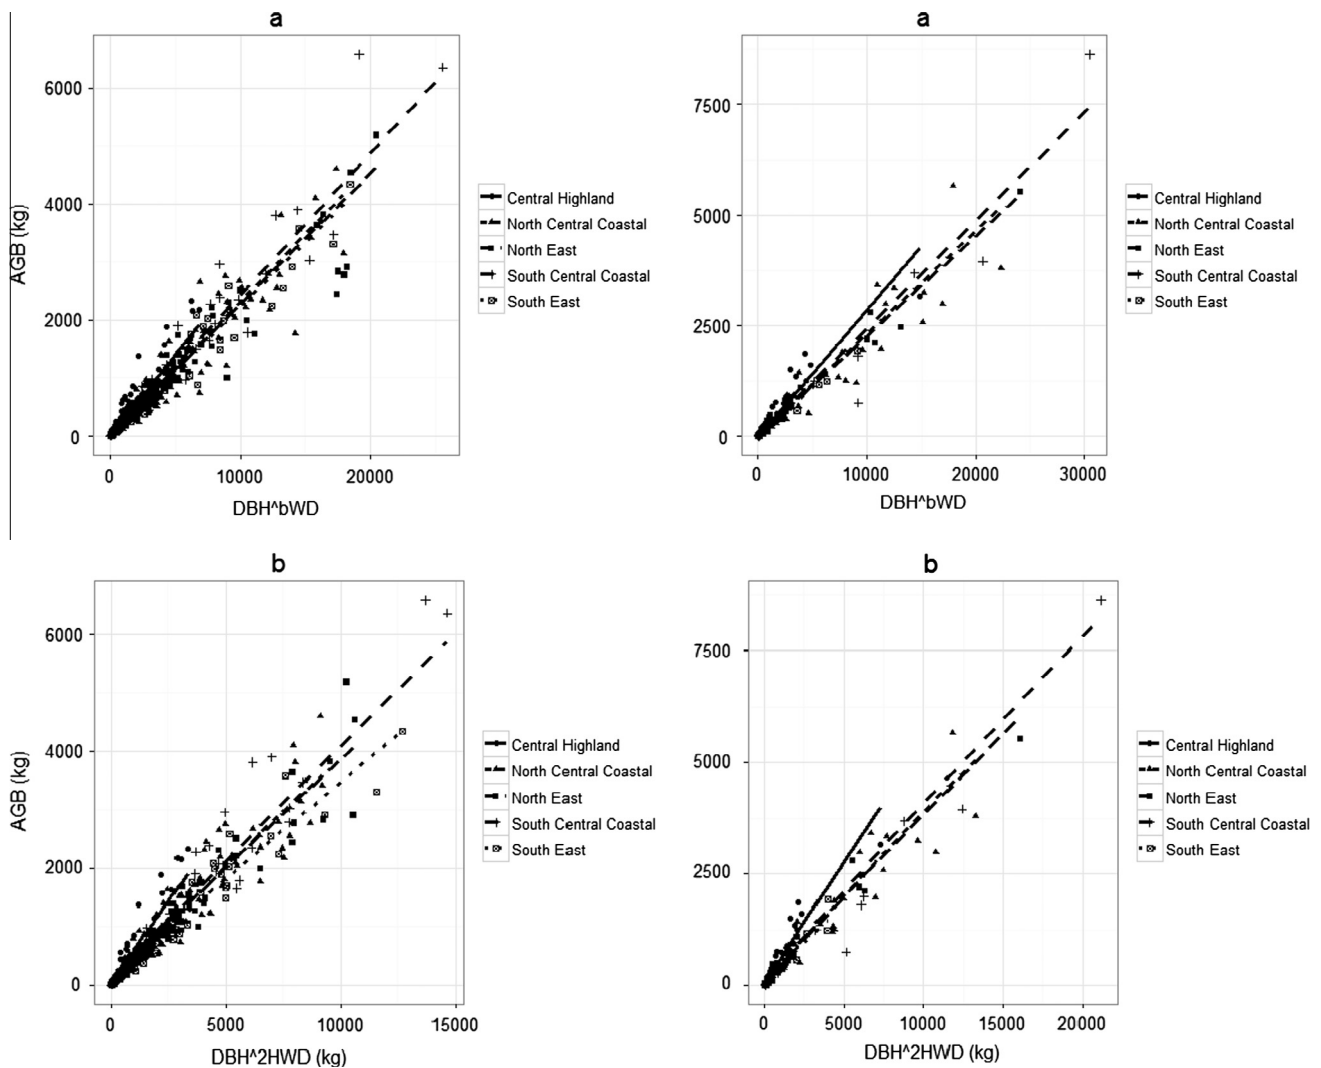 a
AGB (kg)
6000
4000
2000
0
0 10000 20000
DBH^bWD
Central Highland
North Central Coastal
North East
South Central Coastal
South East
a
7500
5000
2500
0
0 10000 20000 30000
DBH^bWD
Central Highland
North Central Coastal
North East
South Central Coastal
South East
b
AGB (kg)
6000
4000
2000
0
0 5000 10000 15000
DBH^2HWD (kg)
Central Highland
North Central Coastal
North East
South Central Coastal
South East
b
7500
5000
2500
0
0 5000 10000 15000 20000
DBH^2HWD (kg)
Central Highland
North Central Coastal
North East
South Central Coastal
South East